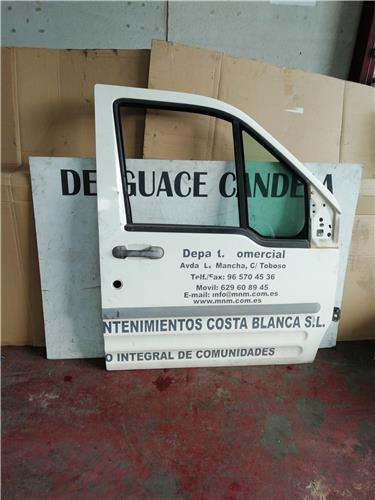 DE GUACE CANDE A
Depa t. omercial
Avda L. Mancha, C/ Toboso
Telf./Fax: 96 570 45 36
Movil: 629 60 89 45
E-mail: info@mnm.com.es
www.mnm.com.es
NTENIMIENTOS COSTA BLANCA S.L.
O INTEGRAL DE COMUNIDADES